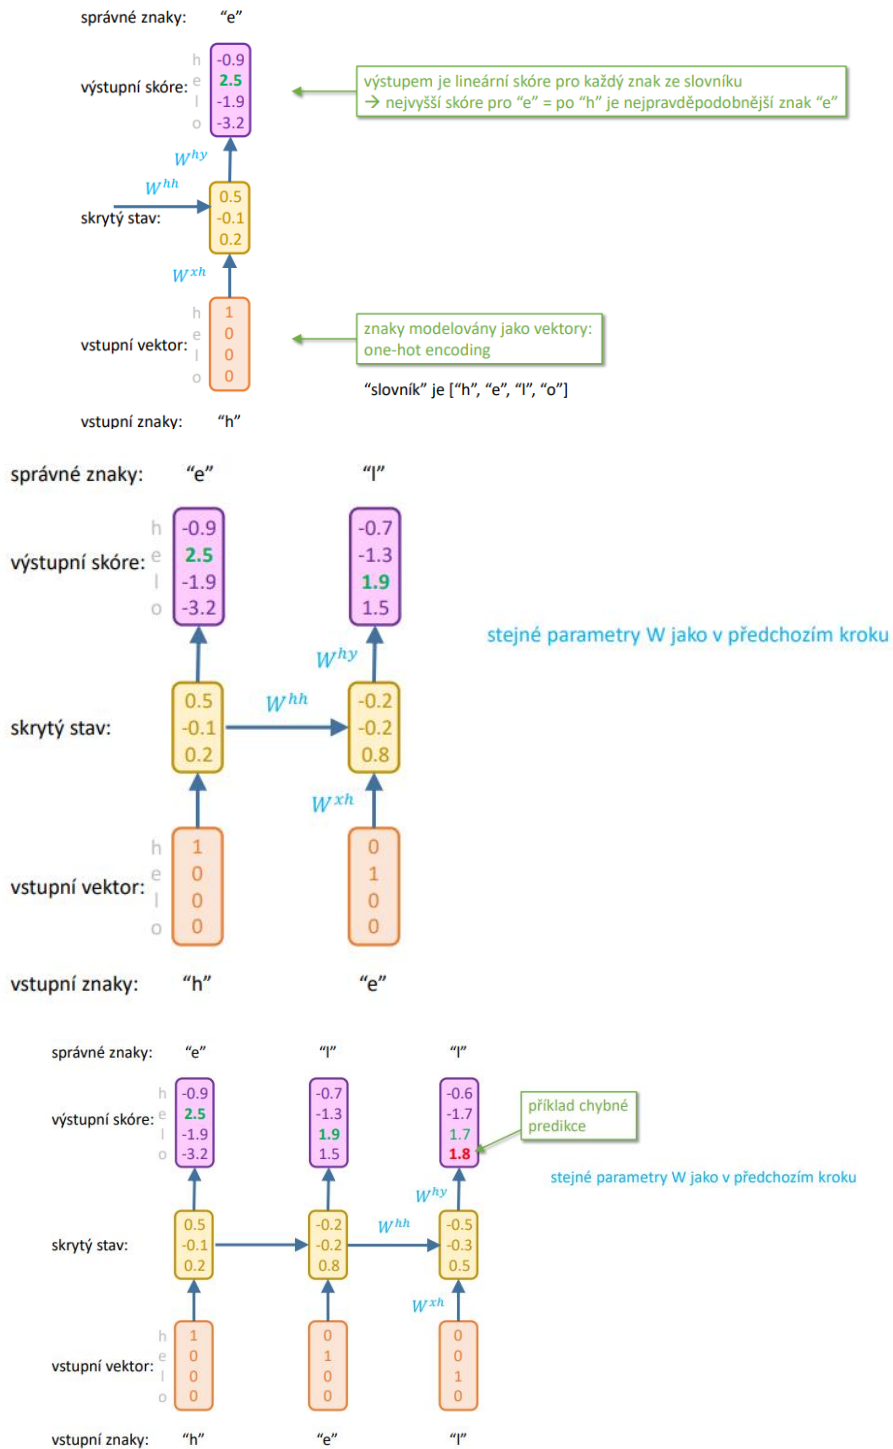 správné znaky: “e”
h -0.9
výstupní skóre: e 2.5
l -1.9
o -3.2
výstupem je lineární skóre pro každý znak ze slovníku
→ nejvyšší skóre pro “e” = po “h” je nejpravděpodobnější znak “e”
W^{hy}
W^{hh}
skrytý stav:
0.5
-0.1
0.2
W^{xh}
h 1
vstupní vektor: e 0
l 0
o 0
znaky modelovány jako vektory:
one-hot encoding
“slovník” je [“h”, “e”, “l”, “o”]
vstupní znaky: “h”
správné znaky: “e” “l”
h -0.9 -0.7
výstupní skóre: e 2.5 -1.3
l -1.9 1.9
o -3.2 1.5
stejné parametry W jako v předchozím kroku
W^{hy}
W^{hh}
skrytý stav:
0.5 -0.2
-0.1 -0.2
0.2 0.8
W^{xh}
h 1 0
vstupní vektor: e 0 1
l 0 0
o 0 0
vstupní znaky: “h” “e”
správné znaky: “e” “l” “l”
h -0.9 -0.7 -0.6
výstupní skóre: e 2.5 -1.3 -1.7
l -1.9 1.9 1.7
o -3.2 1.5 1.8
příklad chybné
predikce
stejné parametry W jako v předchozím kroku
W^{hy}
W^{hh}
skrytý stav:
0.5 -0.2 -0.5
-0.1 -0.2 -0.3
0.2 0.8 0.5
W^{xh}
h 1 0 0
vstupní vektor: e 0 1 0
l 0 0 1
o 0 0 0
vstupní znaky: “h” “e” “l”